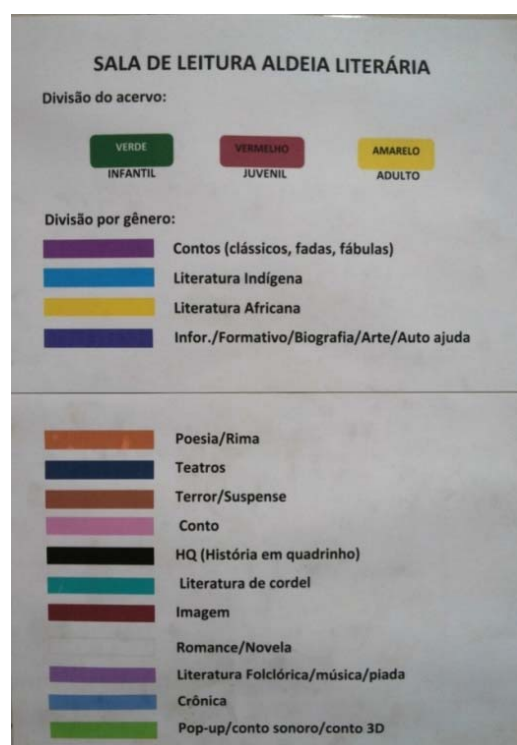 SALA DE LEITURA ALDEIA LITERÁRIA
Divisão do acervo:
VERDE
INFANTIL
VERMELHO
JUVENIL
AMARELO
ADULTO
Divisão por gênero:
Contos (clássicos, fadas, fábulas)
Literatura Indígena
Literatura Africana
Infor./Formativo/Biografia/Arte/Auto ajuda
Poesia/Rima
Teatros
Terror/Suspense
Conto
HQ (História em quadrinho)
Literatura de cordel
Imagem
Romance/Novela
Literatura Folclórica/música/piada
Crônica
Pop-up/conto sonoro/conto 3D